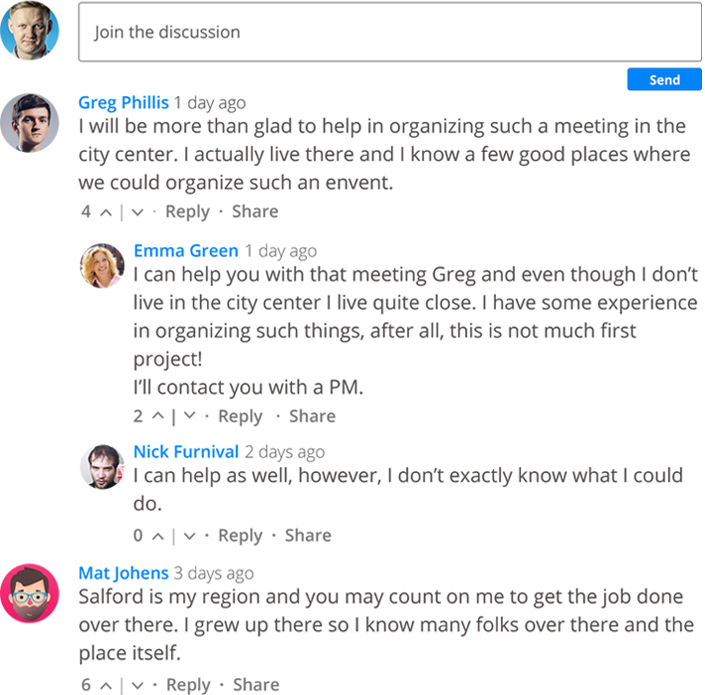 Join the discussion
Send
Greg Phillis 1 day ago
I will be more than glad to help in organizing such a meeting in the
city center. I actually live there and I know a few good places where
we could organize such an envent.
4 | · Reply · Share
Emma Green 1 day ago
I can help you with that meeting Greg and even though I don’t
live in the city center I live quite close. I have some experience
in organizing such things, after all, this is not much first
project!
I’ll contact you with a PM.
2 | · Reply · Share
Nick Furnival 2 days ago
I can help as well, however, I don’t exactly know what I could
do.
0 | · Reply · Share
Mat Johens 3 days ago
Salford is my region and you may count on me to get the job done
over there. I grew up there so I know many folks over there and the
place itself.
6 | · Reply · Share